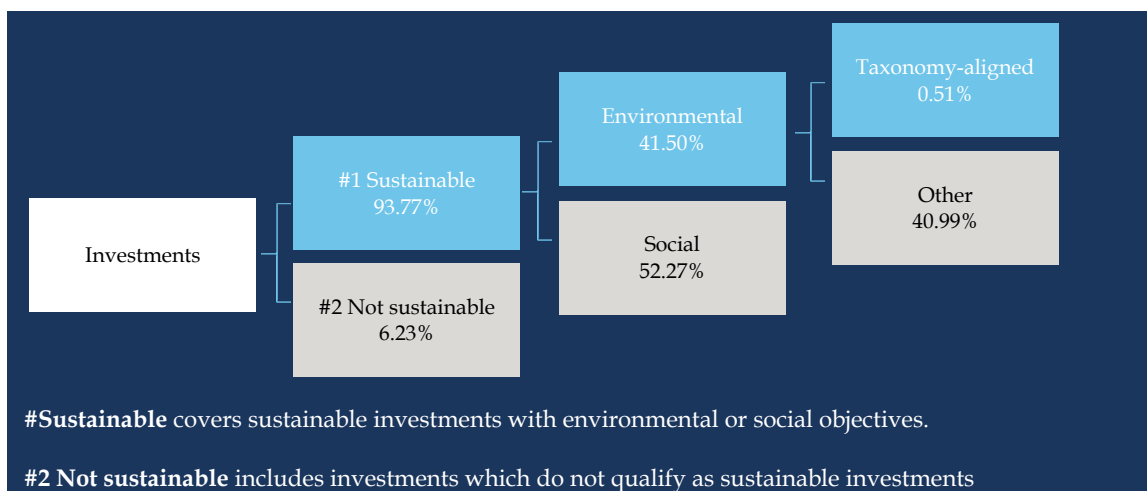 Investments
#1 Sustainable
93.77%
#2 Not sustainable
6.23%
Environmental
41.50%
Social
52.27%
Taxonomy-aligned
0.51%
Other
40.99%
#Sustainable covers sustainable investments with environmental or social objectives.
#2 Not sustainable includes investments which do not qualify as sustainable investments